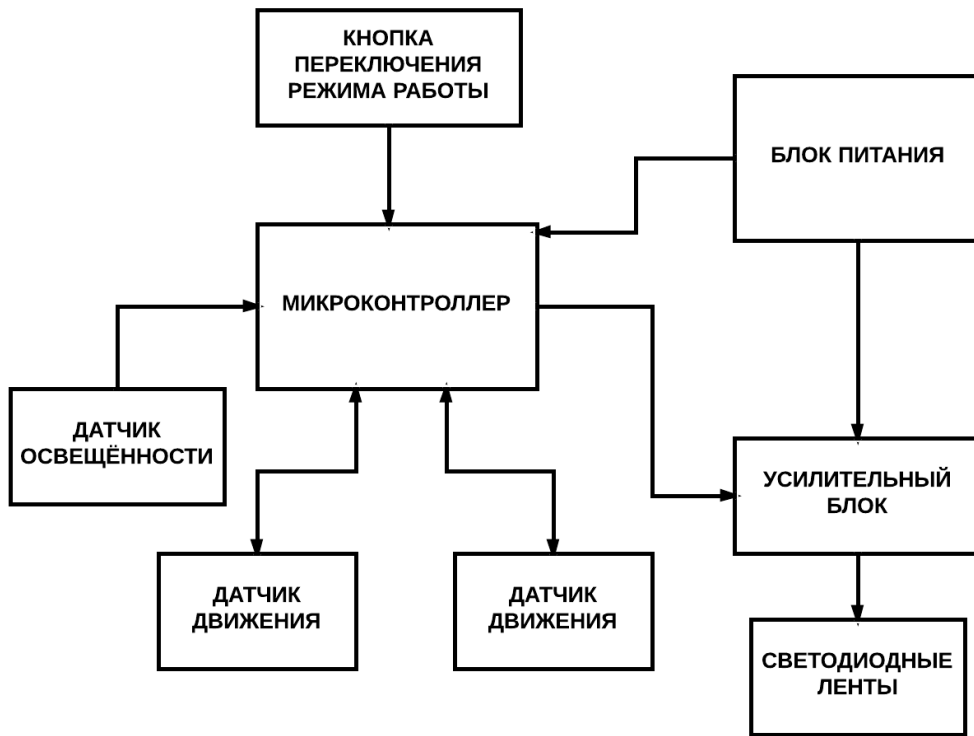 КНОПКА
ПЕРЕКЛЮЧЕНИЯ
РЕЖИМА РАБОТЫ
БЛОК ПИТАНИЯ
МИКРОКОНТРОЛЛЕР
ДАТЧИК
ОСВЕЩЁННОСТИ
УСИЛИТЕЛЬНЫЙ
БЛОК
ДАТЧИК
ДВИЖЕНИЯ
ДАТЧИК
ДВИЖЕНИЯ
СВЕТОДИОДНЫЕ
ЛЕНТЫ